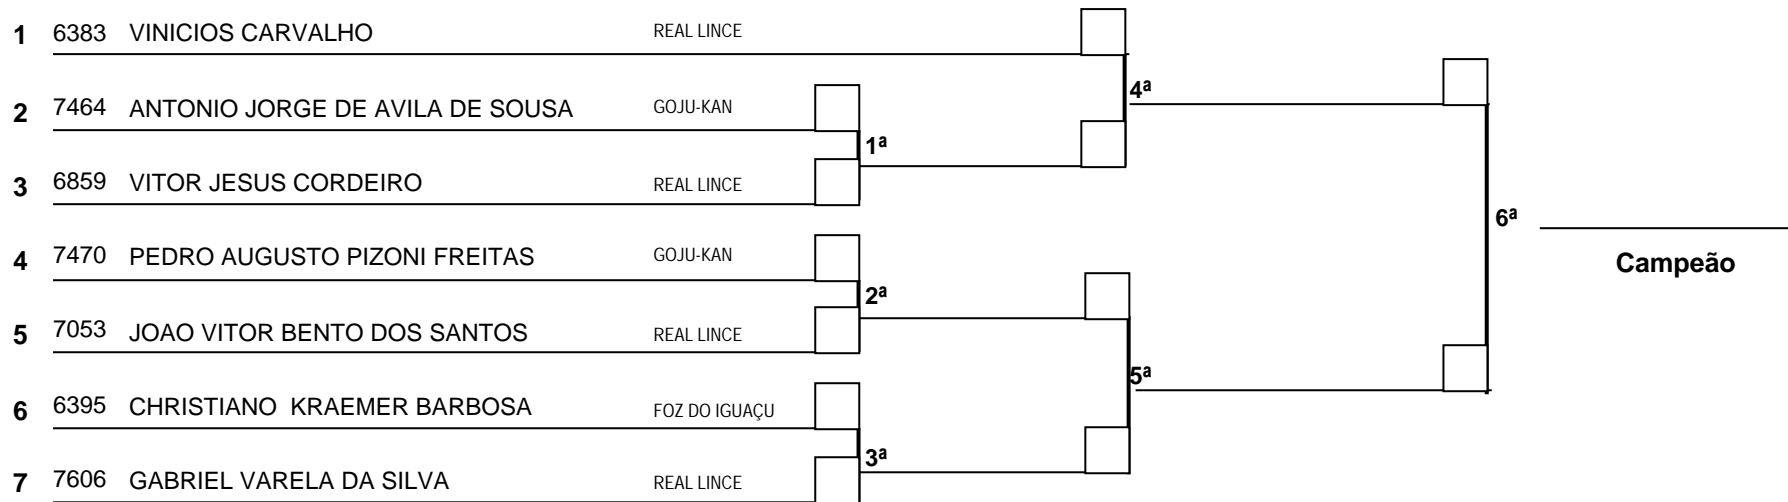 1 6383 VINICIOS CARVALHO REAL LINCE
4ª
2 7464 ANTONIO JORGE DE AVILA DE SOUSA GOJU-KAN
1ª
3 6859 VITOR JESUS CORDEIRO REAL LINCE
6ª
4 7470 PEDRO AUGUSTO PIZONI FREITAS GOJU-KAN
Campeão
2ª
5 7053 JOAO VITOR BENTO DOS SANTOS REAL LINCE
5ª
6 6395 CHRISTIANO KRAEMER BARBOSA FOZ DO IGUAÇU
3ª
7 7606 GABRIEL VARELA DA SILVA REAL LINCE